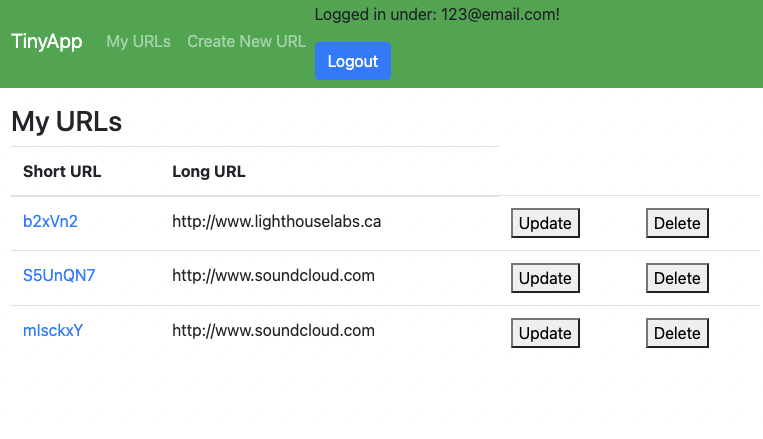 Logged in under: 123@email.com!
TinyApp My URLs Create New URL
Logout
My URLs
Short URL Long URL
b2xVn2 http://www.lighthouselabs.ca Update Delete
S5UnQN7 http://www.soundcloud.com Update Delete
mlsckxY http://www.soundcloud.com Update Delete